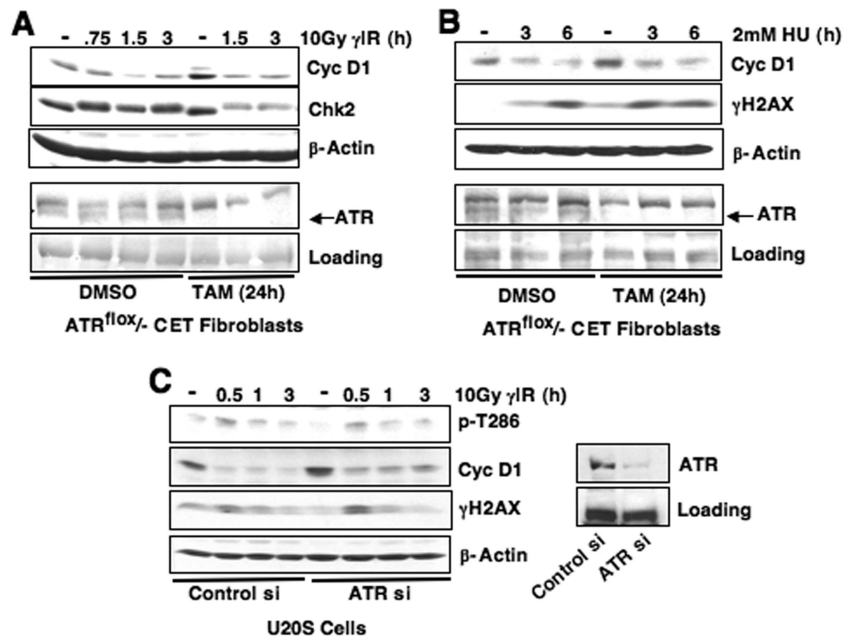 A
- .75 1.5 3 - 1.5 3 10Gy γIR (h)
Cyc D1
Chk2
β-Actin
ATR
Loading
DMSO TAM (24h)
ATRflox/- CET Fibroblasts
B
- 3 6 - 3 6 2mM HU (h)
Cyc D1
γH2AX
β-Actin
ATR
Loading
DMSO TAM (24h)
ATRflox/- CET Fibroblasts
C
- 0.5 1 3 - 0.5 1 3 10Gy γIR (h)
p-T286
Cyc D1
γH2AX
β-Actin
Control si ATR si
U20S Cells
ATR
Loading
Control si ATR si